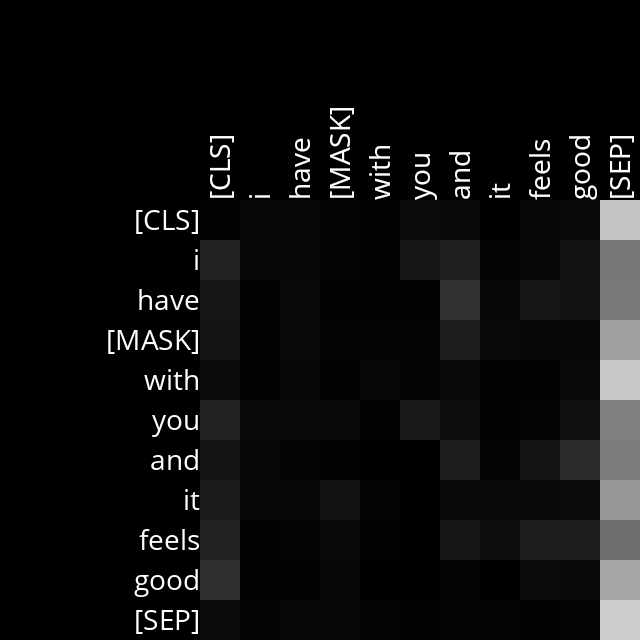 [CLS] i have [MASK] with you and it feels good [SEP]
[CLS]
i
have
[MASK]
with
you
and
it
feels
good
[SEP]